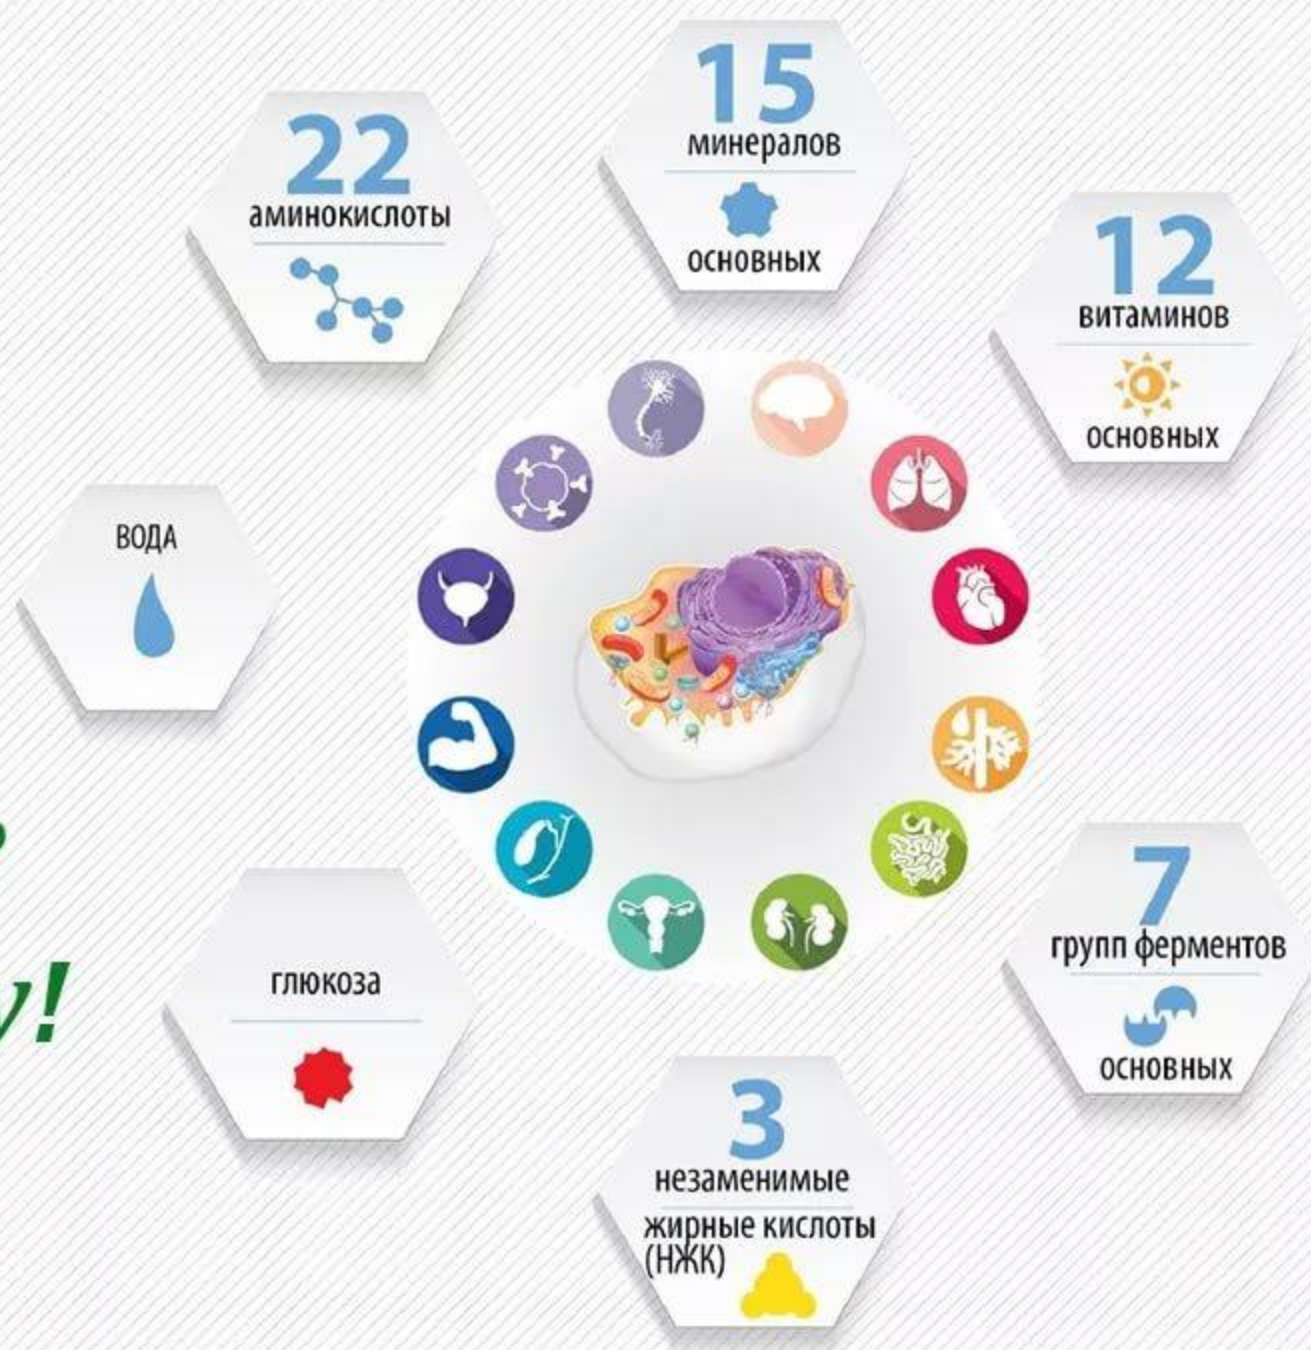 22
аминокислоты
15
минералов
основных
12
витаминов
основных
ВОДА
глюкоза
3
незаменимые
жирные кислоты
(НЖК)
7
групп ферментов
основных
у!